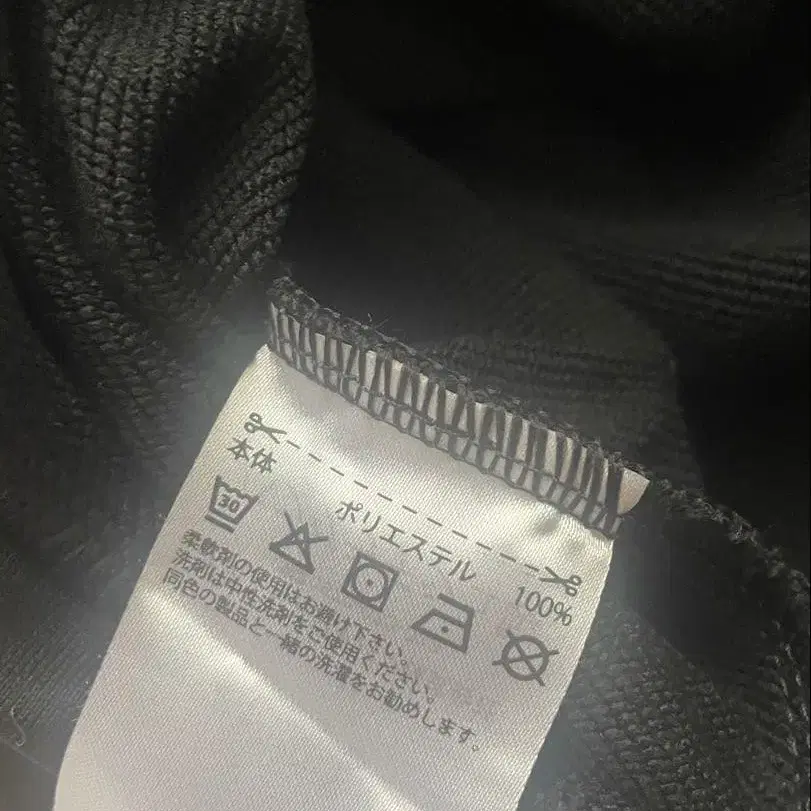 本体
ポリエステル 100%
30
柔軟剤の使用はお避け下さい。
洗剤は中性洗剤をご使用ください。
同色の製品と一緒の洗濯をお勧めします。